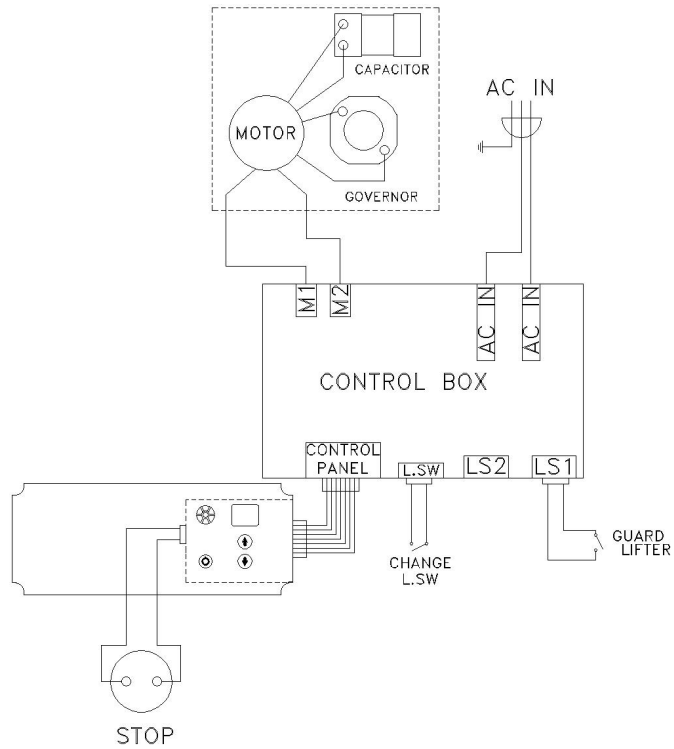 CAPACITOR
AC IN
MOTOR
GOVERNOR
M1
M2
AC IN
AC IN
CONTROL BOX
CONTROL
PANEL
L.SW
LS2
LS1
GUARD
LIFTER
CHANGE
L.SW
STOP